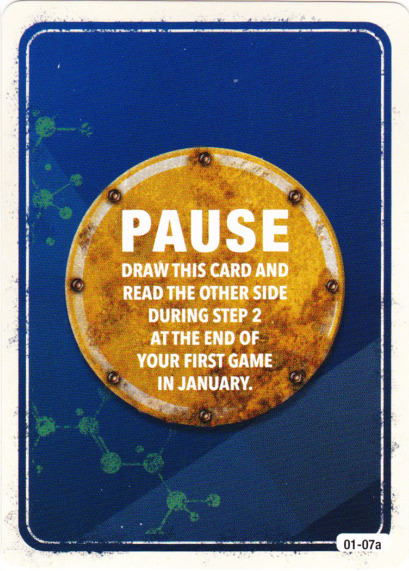 PAUSE
DRAW THIS CARD AND
READ THE OTHER SIDE
DURING STEP 2
AT THE END OF
YOUR FIRST GAME
IN JANUARY.
01-07a